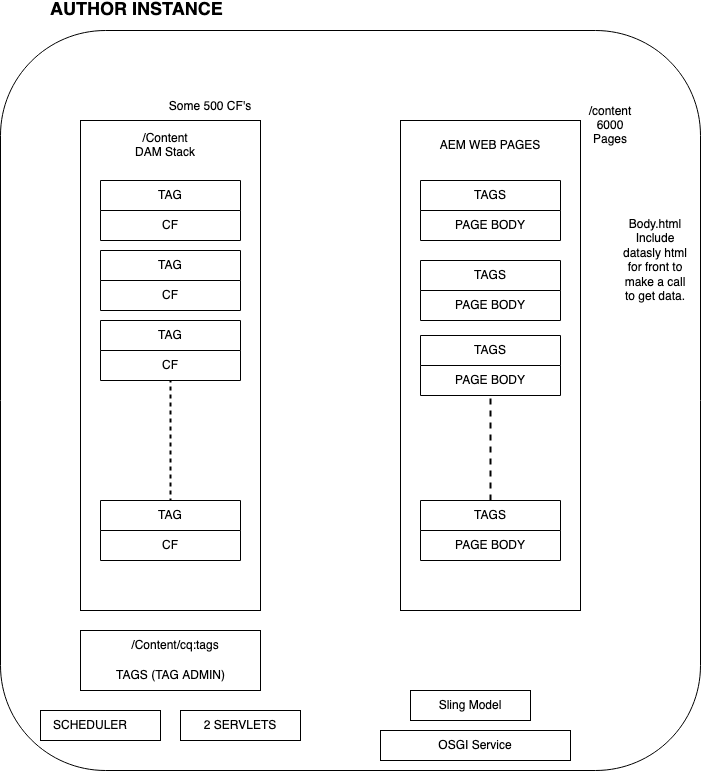 AUTHOR INSTANCE
Some 500 CF's
/Content
DAM Stack
TAG
CF
TAG
CF
TAG
CF
TAG
CF
/content
6000
Pages
AEM WEB PAGES
TAGS
PAGE BODY
TAGS
PAGE BODY
TAGS
PAGE BODY
TAGS
PAGE BODY
Body.html
Include
datasly html
for front to
make a call
to get data.
/Content/cq:tags
TAGS (TAG ADMIN)
SCHEDULER
2 SERVLETS
Sling Model
OSGI Service